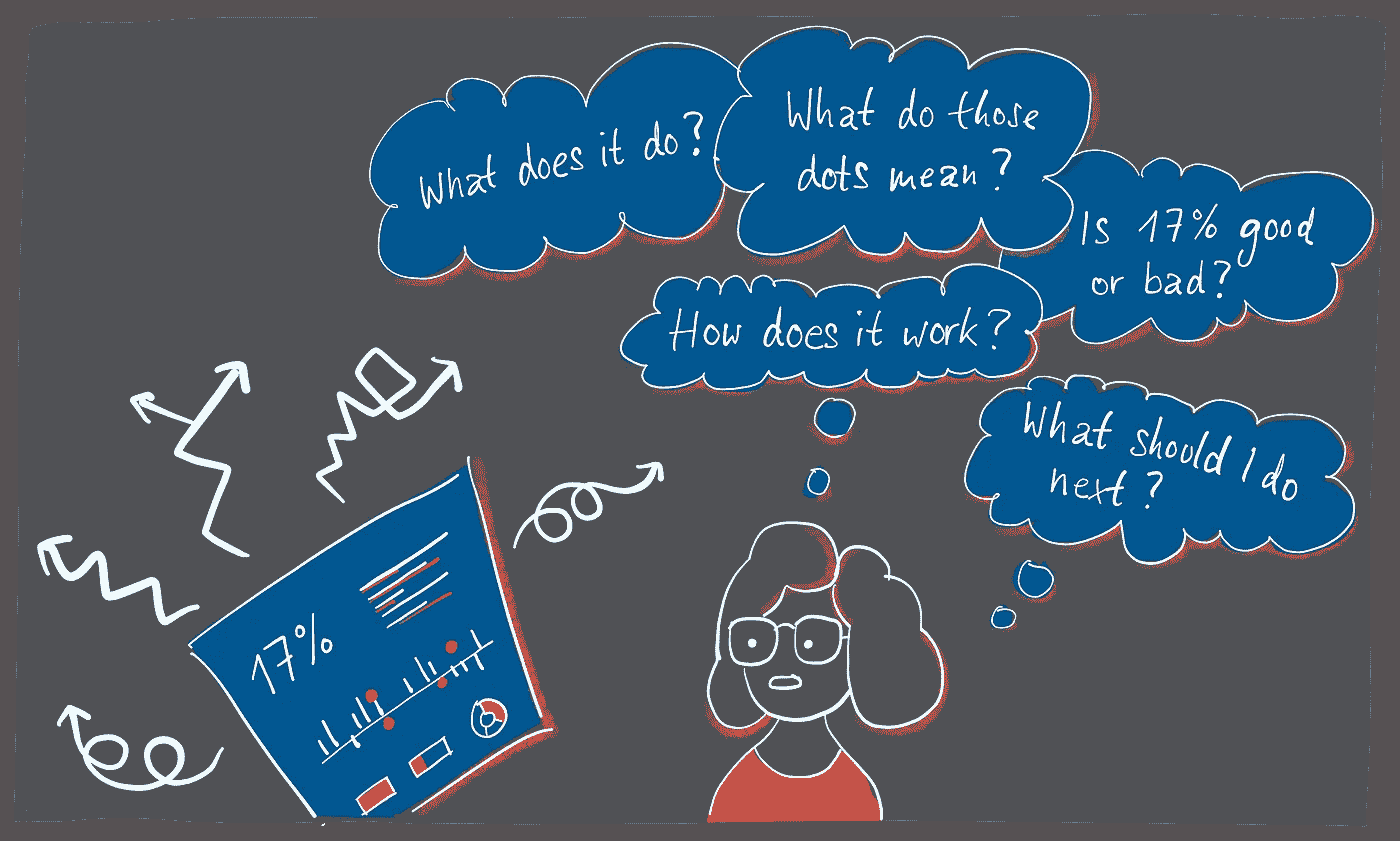 What does it do?
What do those
dots mean?
Is 17% good
or bad?
How does it work?
What should I do
next?
17%